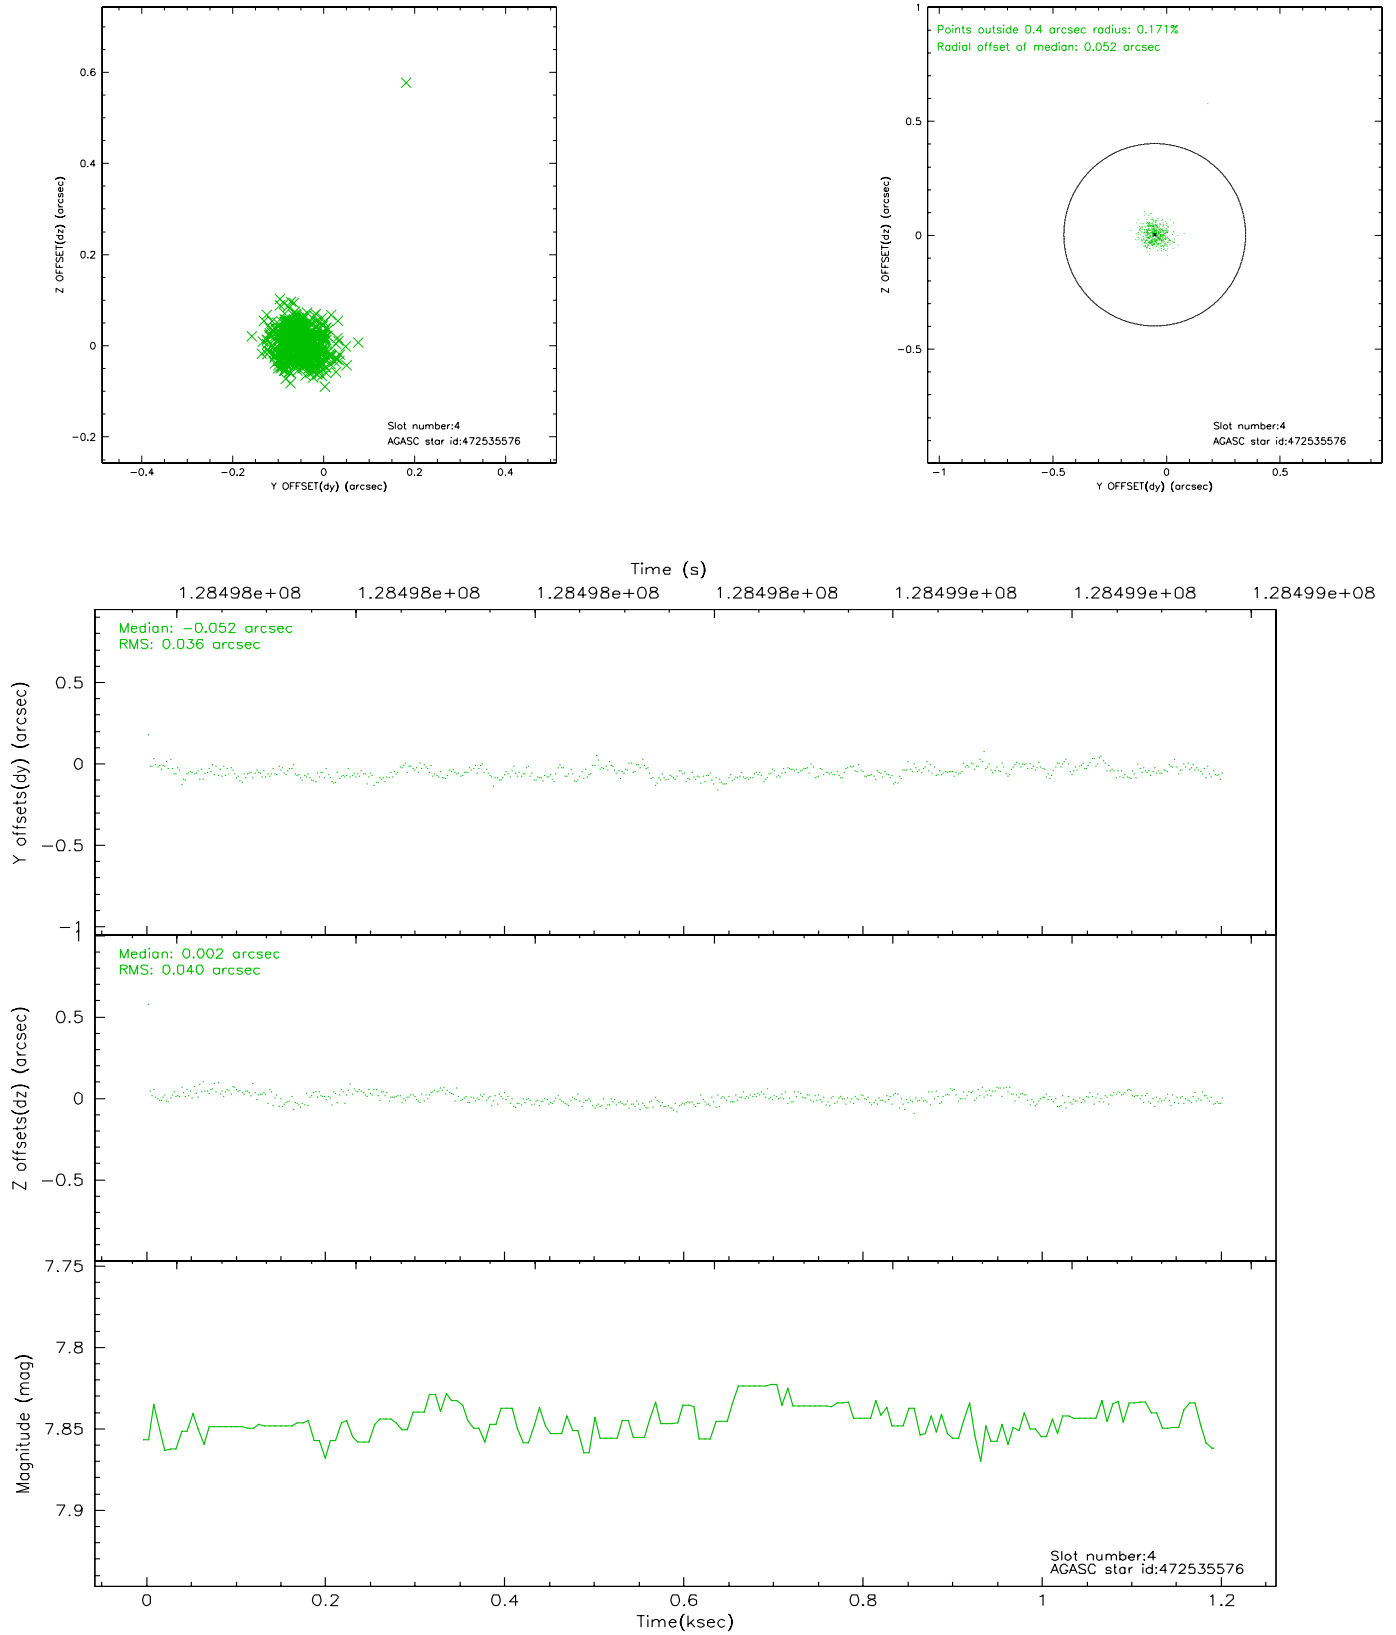 0.6
0.4
0.2
0
−0.2
Z OFFSET(dz) (arcsec)
Slot number:4
AGASC star id:472535576
−0.4 −0.2 0 0.2 0.4
Y OFFSET(dy) (arcsec)
Points outside 0.4 arcsec radius: 0.171%
Radial offset of median: 0.052 arcsec
1
0.5
0
−0.5
Z OFFSET(dz) (arcsec)
Slot number:4
AGASC star id:472535576
−1 −0.5 0 0.5
Y OFFSET(dy) (arcsec)
Time (s)
1.28498e+08 1.28498e+08 1.28498e+08 1.28498e+08 1.28499e+08 1.28499e+08 1.28499e+08
Median: −0.052 arcsec
RMS: 0.036 arcsec
0.5
0
−0.5
−1
Y offsets(dy) (arcsec)
Median: 0.002 arcsec
RMS: 0.040 arcsec
1
0.5
0
−0.5
Z offsets(dz) (arcsec)
7.75
7.8
7.85
7.9
Magnitude (mag)
Slot number:4
AGASC star id:472535576
0 0.2 0.4 0.6 0.8 1 1.2
Time(ksec)